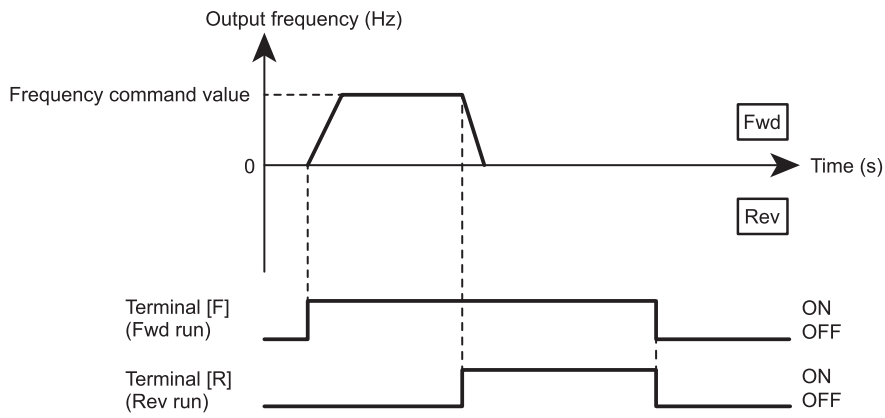 Output frequency (Hz)
Frequency command value
Fwd
0
Time (s)
Rev
Terminal [F]
(Fwd run)
ON
OFF
Terminal [R]
(Rev run)
ON
OFF